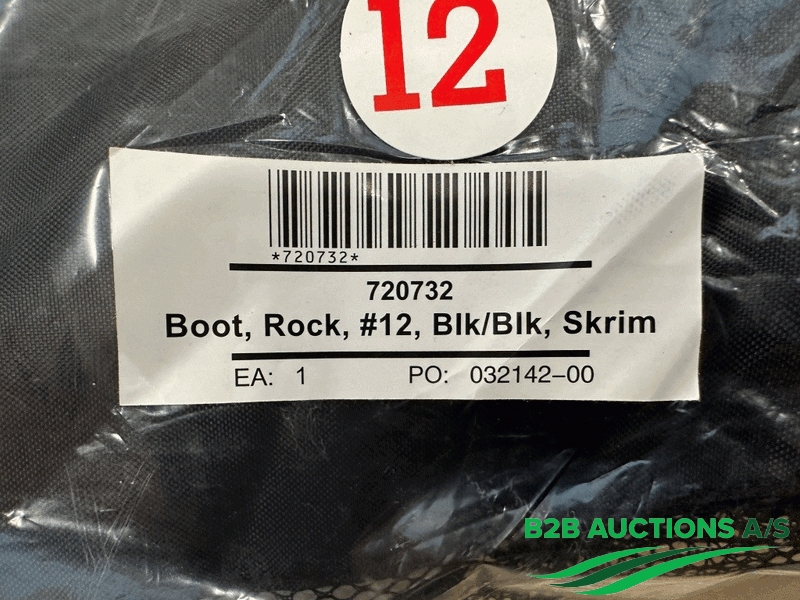 12
*720732*
720732
Boot, Rock, #12, Blk/Blk, Skrim
EA: 1 PO: 032142-00
B2B AUCTIONS A/S